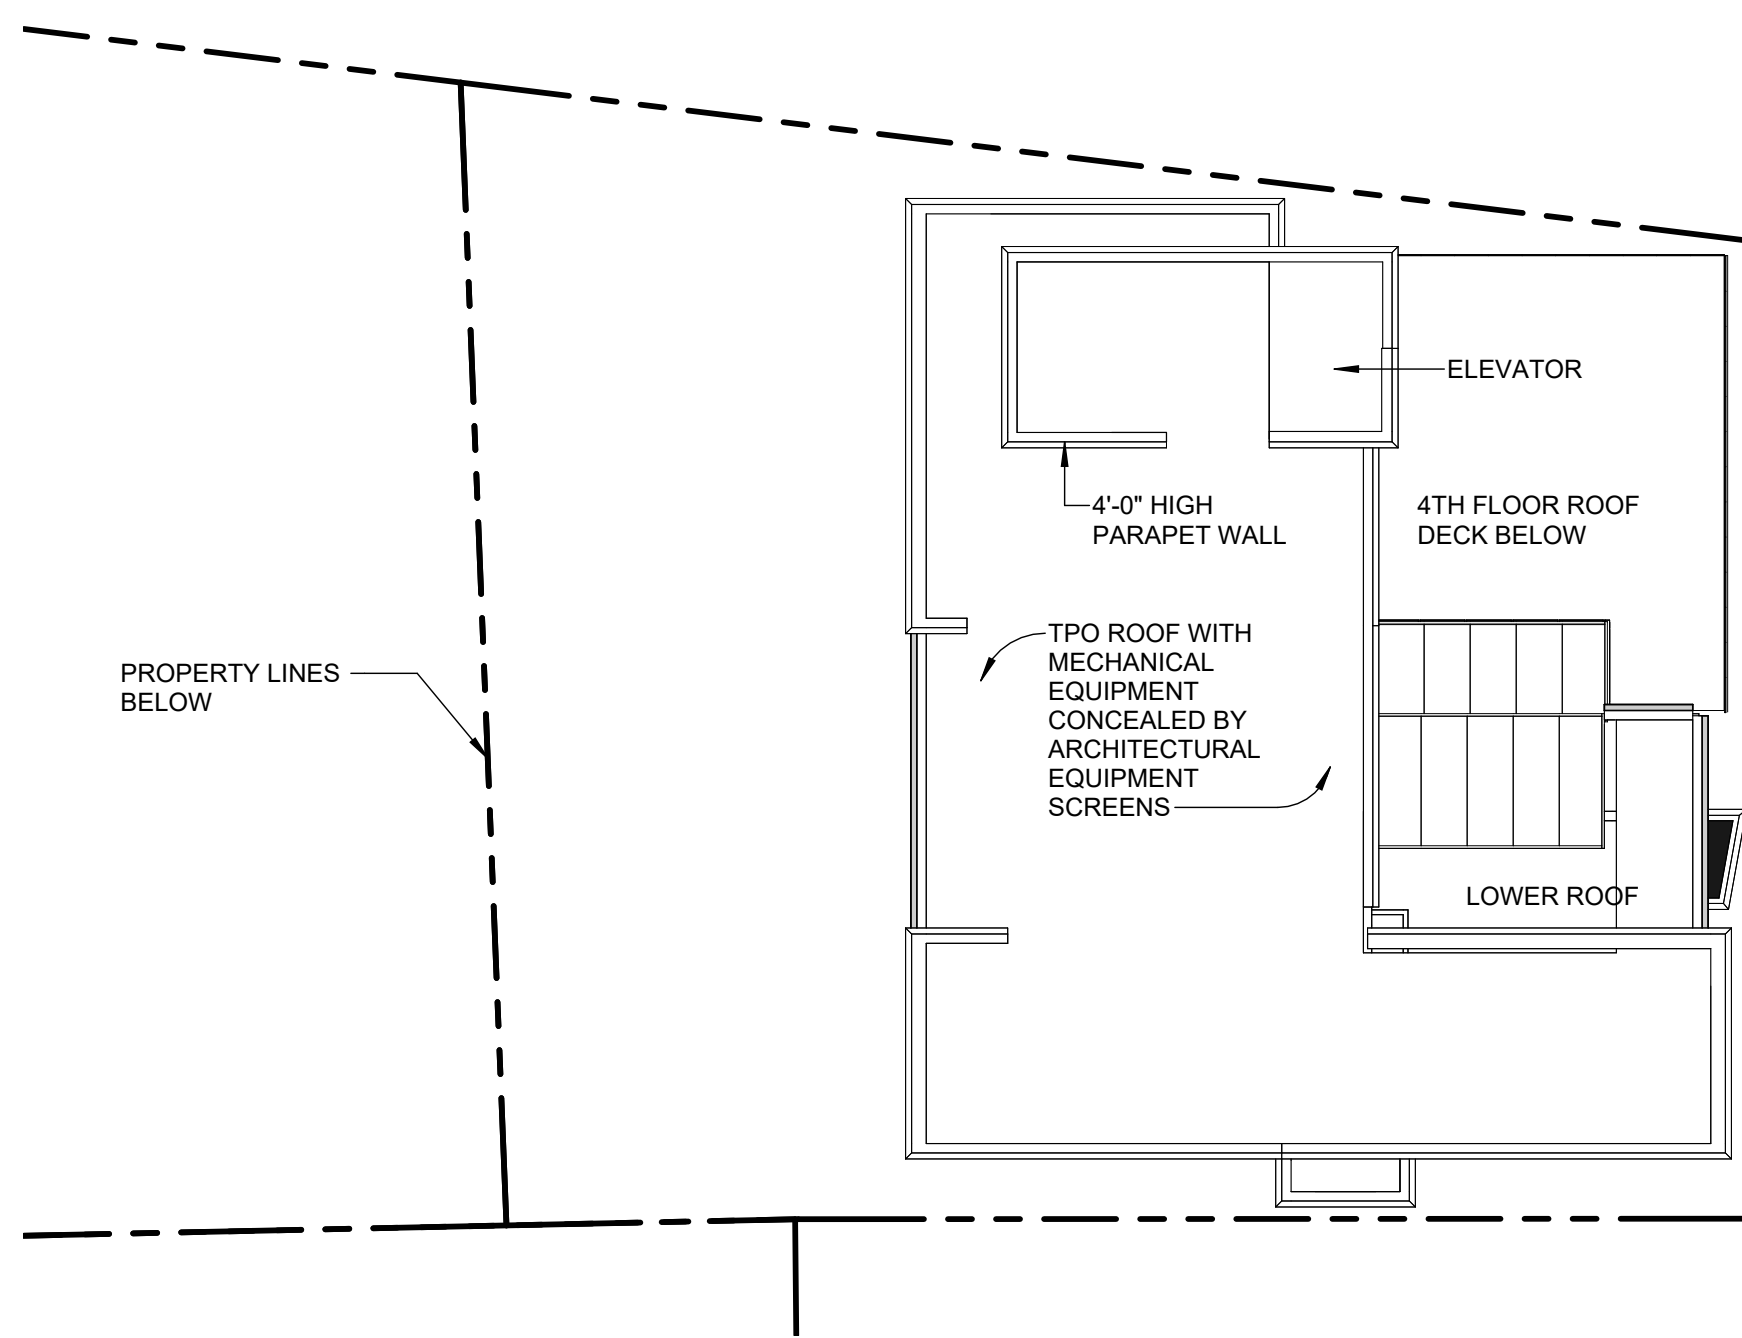 ELEVATOR
4'-0" HIGH
PARAPET WALL
4TH FLOOR ROOF
DECK BELOW
TPO ROOF WITH
MECHANICAL
EQUIPMENT
CONCEALED BY
ARCHITECTURAL
EQUIPMENT
SCREENS
PROPERTY LINES
BELOW
LOWER ROOF